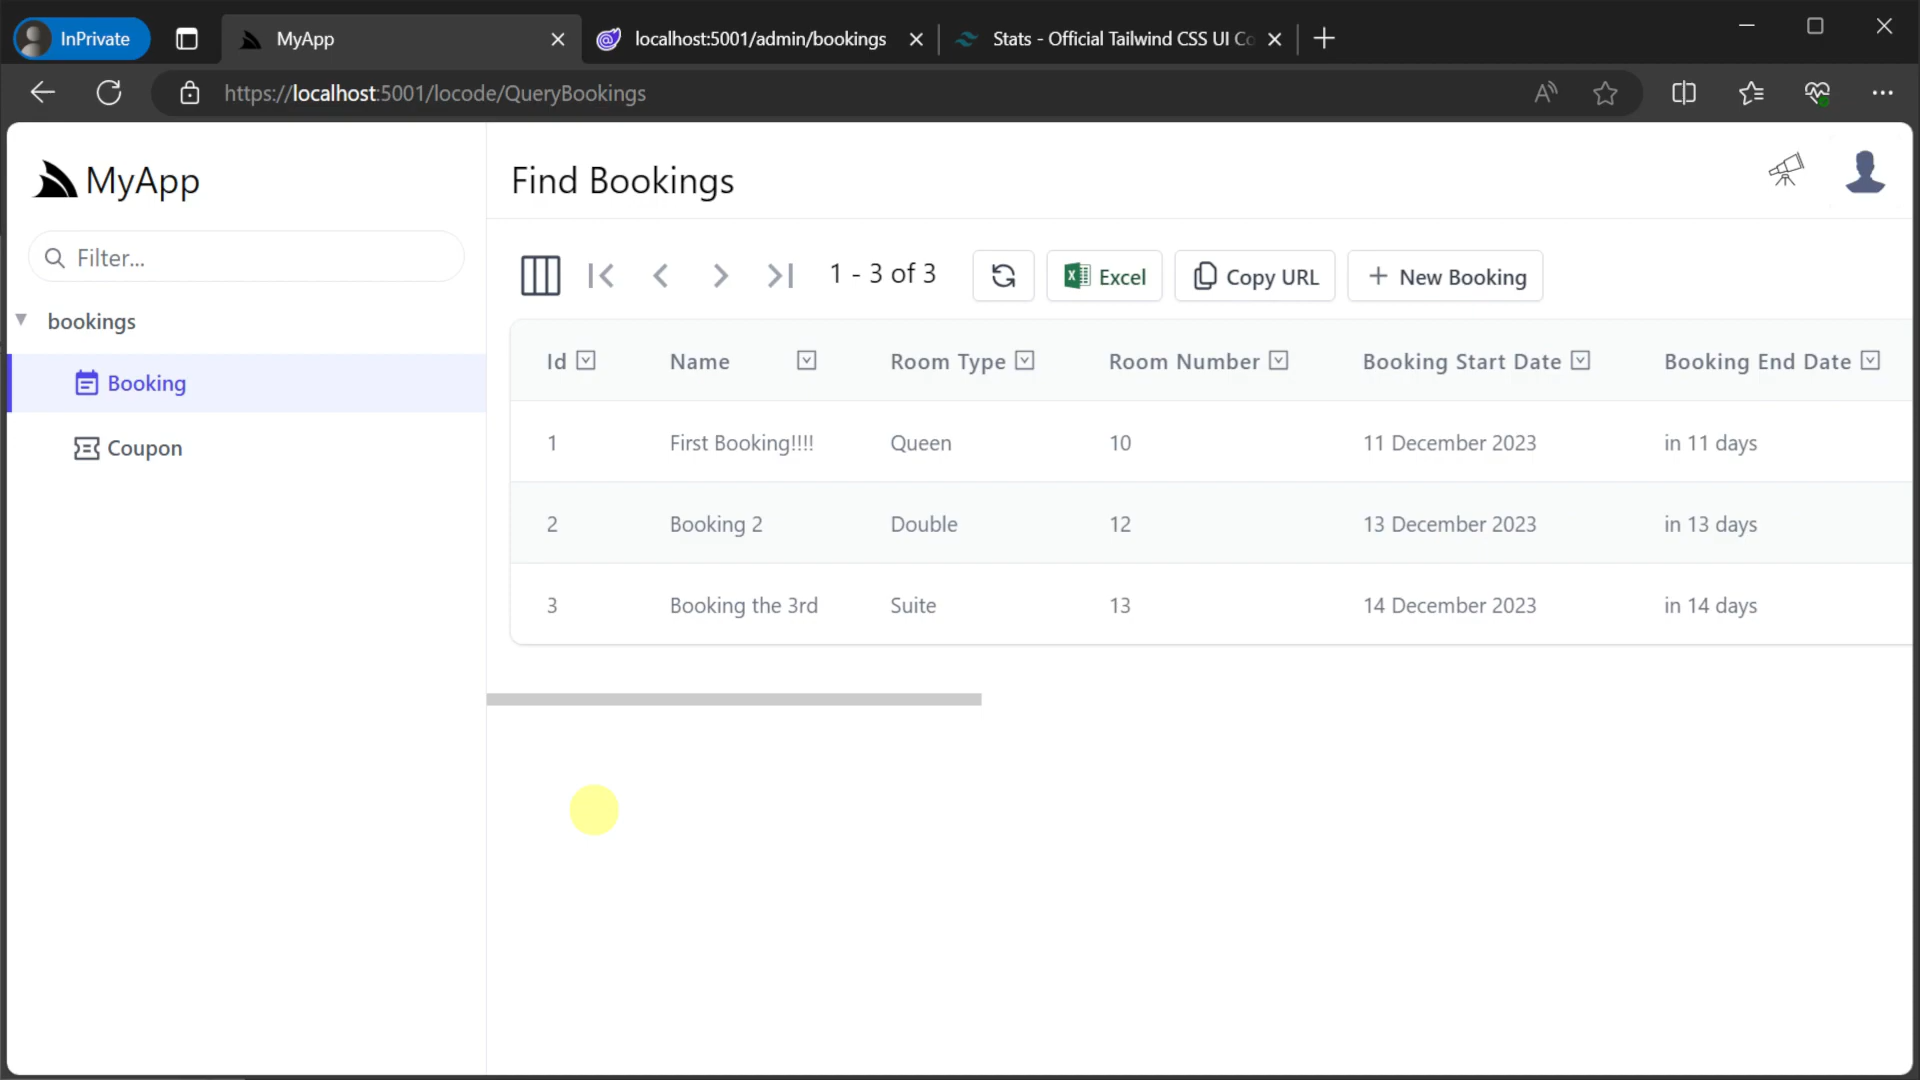 InPrivate
MyApp
localhost:5001/admin/bookings
Stats - Official Tailwind CSS UI Co
https://localhost:5001/locode/QueryBookings
MyApp
Find Bookings
Filter...
1 - 3 of 3
Excel
Copy URL
New Booking
bookings
Booking
Coupon
Id Name Room Type Room Number Booking Start Date Booking End Date
1 First Booking!!!! Queen 10 11 December 2023 in 11 days
2 Booking 2 Double 12 13 December 2023 in 13 days
3 Booking the 3rd Suite 13 14 December 2023 in 14 days